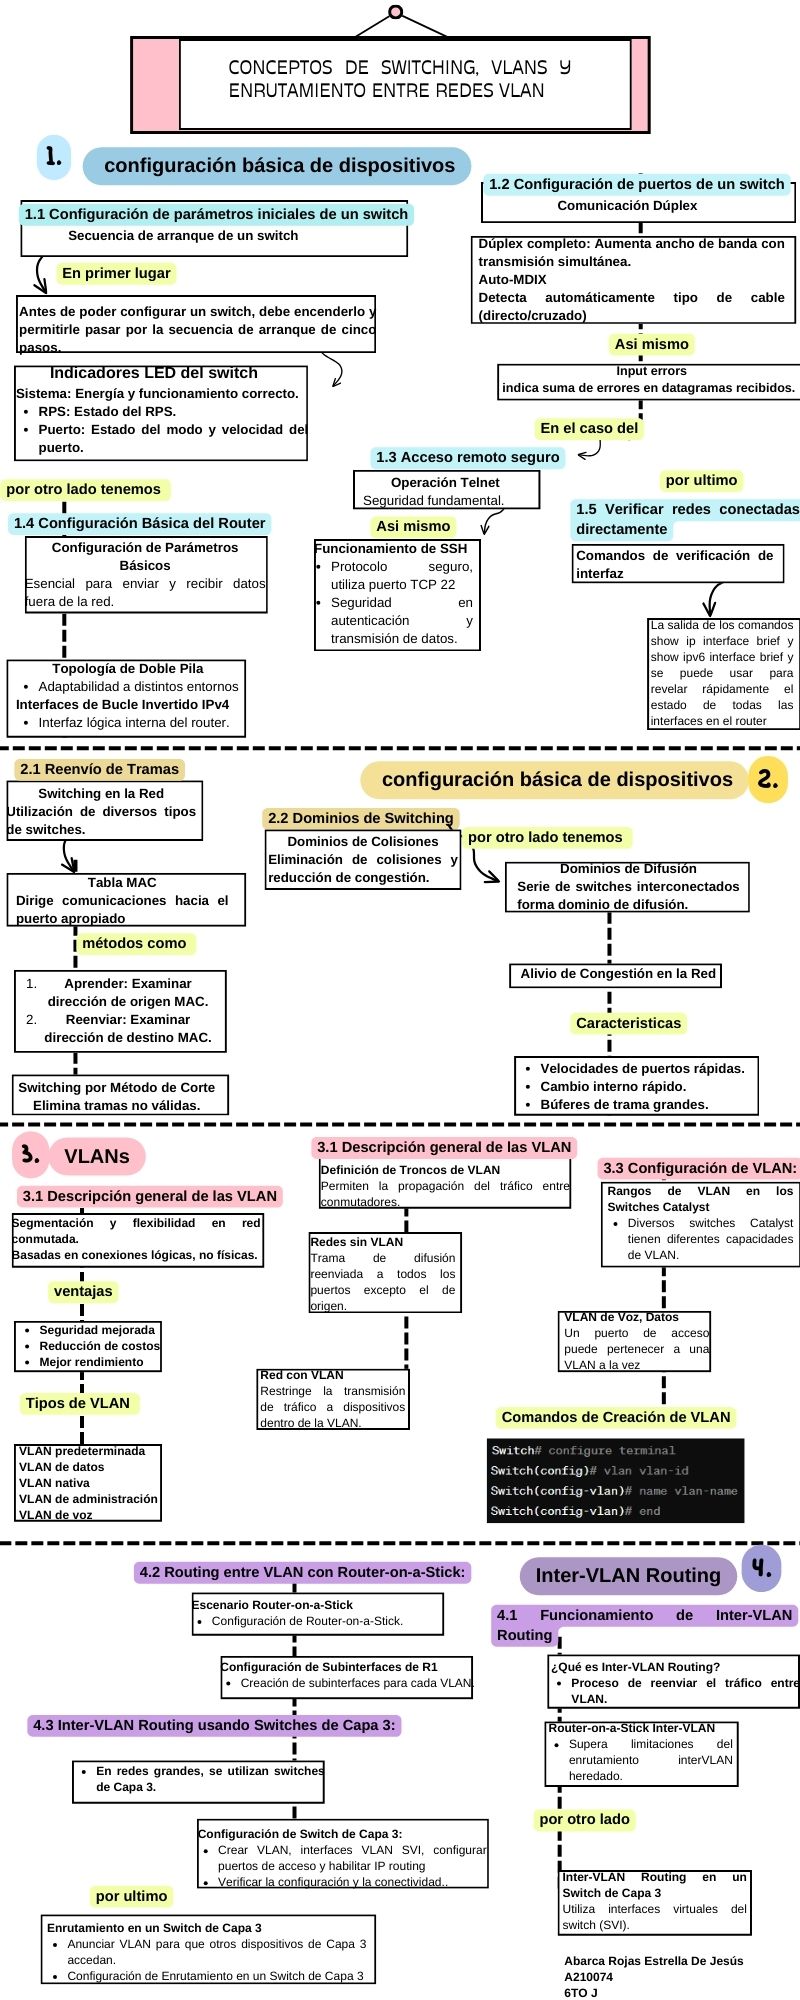 CONCEPTOS DE SWITCHING, VLANS Y
ENRUTAMIENTO ENTRE REDES VLAN
1.
configuración básica de dispositivos
1.1 Configuración de parámetros iniciales de un switch
Secuencia de arranque de un switch
En primer lugar
Antes de poder configurar un switch, debe encenderlo y
permitirle pasar por la secuencia de arranque de cinco
pasos.
Indicadores LED del switch
Sistema: Energía y funcionamiento correcto.
• RPS: Estado del RPS.
• Puerto: Estado del modo y velocidad del
puerto.
1.2 Configuración de puertos de un switch
Comunicación Dúplex
Dúplex completo: Aumenta ancho de banda con
transmisión simultánea.
Auto-MDIX
Detecta automáticamente tipo de cable
(directo/cruzado)
Asi mismo
Input errors
indica suma de errores en datagramas recibidos.
En el caso del
1.3 Acceso remoto seguro
Operación Telnet
Seguridad fundamental.
Asi mismo
Funcionamiento de SSH
• Protocolo seguro,
utiliza puerto TCP 22
• Seguridad en
autenticación y
transmisión de datos.
por otro lado tenemos
1.4 Configuración Básica del Router
Configuración de Parámetros
Básicos
Esencial para enviar y recibir datos
fuera de la red.
Topología de Doble Pila
• Adaptabilidad a distintos entornos
Interfaces de Bucle Invertido IPv4
• Interfaz lógica interna del router.
por ultimo
1.5 Verificar redes conectadas
directamente
Comandos de verificación de
interfaz
La salida de los comandos
show ip interface brief y
show ipv6 interface brief y
se puede usar para
revelar rápidamente el
estado de todas las
interfaces en el router
configuración básica de dispositivos
2.
2.1 Reenvío de Tramas
Switching en la Red
Utilización de diversos tipos
de switches.
Tabla MAC
Dirige comunicaciones hacia el
puerto apropiado
métodos como
1. Aprender: Examinar
dirección de origen MAC.
2. Reenviar: Examinar
dirección de destino MAC.
Switching por Método de Corte
Elimina tramas no válidas.
2.2 Dominios de Switching
Dominios de Colisiones
Eliminación de colisiones y
reducción de congestión.
por otro lado tenemos
Dominios de Difusión
Serie de switches interconectados
forma dominio de difusión.
Alivio de Congestión en la Red
Caracteristicas
• Velocidades de puertos rápidas.
• Cambio interno rápido.
• Búferes de trama grandes.
3.
VLANs
3.1 Descripción general de las VLAN
Segmentación y flexibilidad en red
conmutada.
Basadas en conexiones lógicas, no físicas.
ventajas
• Seguridad mejorada
• Reducción de costos
• Mejor rendimiento
Tipos de VLAN
VLAN predeterminada
VLAN de datos
VLAN nativa
VLAN de administración
VLAN de voz
3.1 Descripción general de las VLAN
Definición de Troncos de VLAN
Permiten la propagación del tráfico entre
conmutadores.
Redes sin VLAN
Trama de difusión
reenviada a todos los
puertos excepto el de
origen.
Red con VLAN
Restringe la transmisión
de tráfico a dispositivos
dentro de la VLAN.
3.3 Configuración de VLAN:
Rangos de VLAN en los
Switches Catalyst
• Diversos switches Catalyst
tienen diferentes capacidades
de VLAN.
VLAN de Voz, Datos
Un puerto de acceso
puede pertenecer a una
VLAN a la vez
Comandos de Creación de VLAN
Switch# configure terminal
Switch(config)# vlan vlan-id
Switch(config-vlan)# name vlan-name
Switch(config-vlan)# end
Inter-VLAN Routing
4.
4.2 Routing entre VLAN con Router-on-a-Stick:
Escenario Router-on-a-Stick
• Configuración de Router-on-a-Stick.
Configuración de Subinterfaces de R1
• Creación de subinterfaces para cada VLAN.
4.3 Inter-VLAN Routing usando Switches de Capa 3:
• En redes grandes, se utilizan switches
de Capa 3.
Configuración de Switch de Capa 3:
• Crear VLAN, interfaces VLAN SVI, configurar
puertos de acceso y habilitar IP routing
• Verificar la configuración y la conectividad..
por ultimo
Enrutamiento en un Switch de Capa 3
• Anunciar VLAN para que otros dispositivos de Capa 3
accedan.
• Configuración de Enrutamiento en un Switch de Capa 3
4.1 Funcionamiento de Inter-VLAN
Routing
¿Qué es Inter-VLAN Routing?
• Proceso de reenviar el tráfico entre
VLAN.
Router-on-a-Stick Inter-VLAN
• Supera limitaciones del
enrutamiento interVLAN
heredado.
por otro lado
Inter-VLAN Routing en un
Switch de Capa 3
Utiliza interfaces virtuales del
switch (SVI).
Abarca Rojas Estrella De Jesús
A210074
6TO J